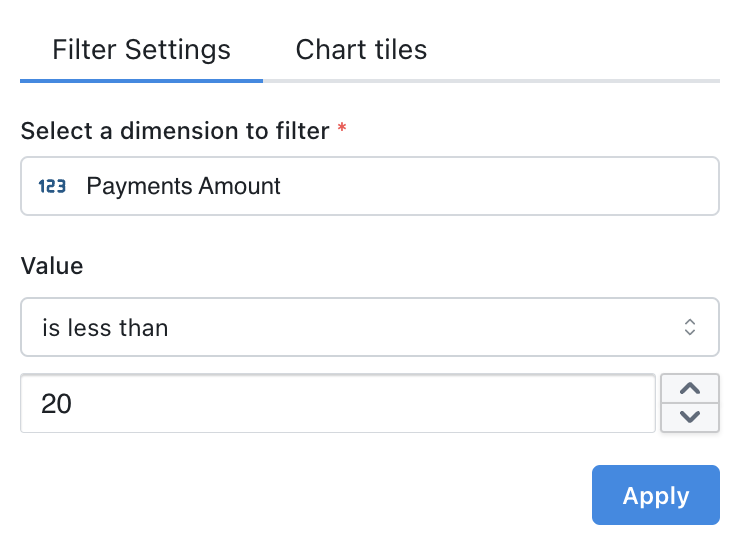 Filter Settings Chart tiles
Select a dimension to filter *
123 Payments Amount
Value
is less than
20
Apply